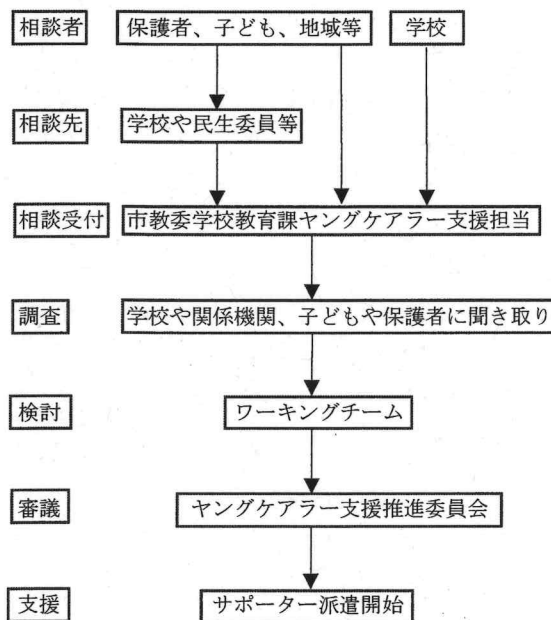 相談者
保護者、子ども、地域等
学校
相談先
学校や民生委員等
相談受付
市教委学校教育課ヤングケアラー支援担当
調査
学校や関係機関、子どもや保護者に聞き取り
検討
ワーキングチーム
審議
ヤングケアラー支援推進委員会
支援
サポーター派遣開始